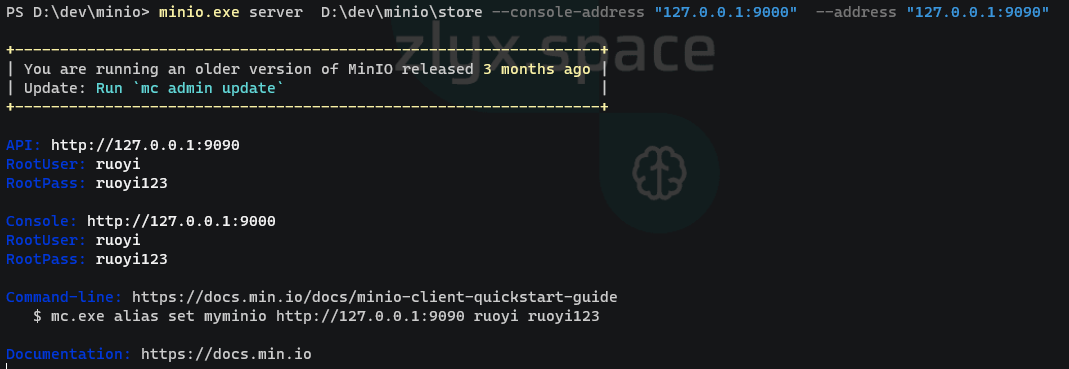 PS D:\dev\minio> minio.exe server  D:\dev\minio\store --console-address "127.0.0.1:9000"  --address "127.0.0.1:9090"
zlyx.space
+-----------------------------------------------------------------+
| You are running an older version of MinIO released 3 months ago |
| Update: Run `mc admin update`                                   |
+-----------------------------------------------------------------+
API: http://127.0.0.1:9090
RootUser: ruoyi
RootPass: ruoyi123
Console: http://127.0.0.1:9000
RootUser: ruoyi
RootPass: ruoyi123
Command-line: https://docs.min.io/docs/minio-client-quickstart-guide
   $ mc.exe alias set myminio http://127.0.0.1:9090 ruoyi ruoyi123
Documentation: https://docs.min.io